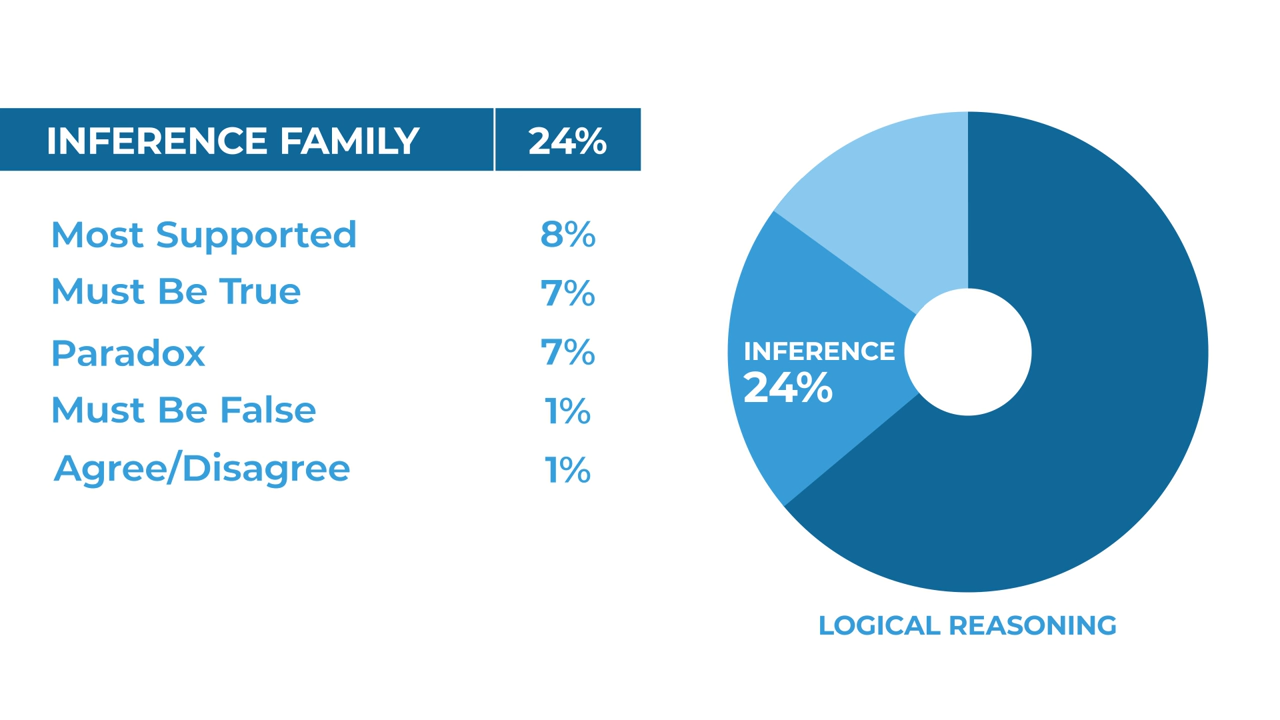 INFERENCE FAMILY 24%
Most Supported 8%
Must Be True 7%
Paradox 7%
Must Be False 1%
Agree/Disagree 1%
INFERENCE
24%
LOGICAL REASONING